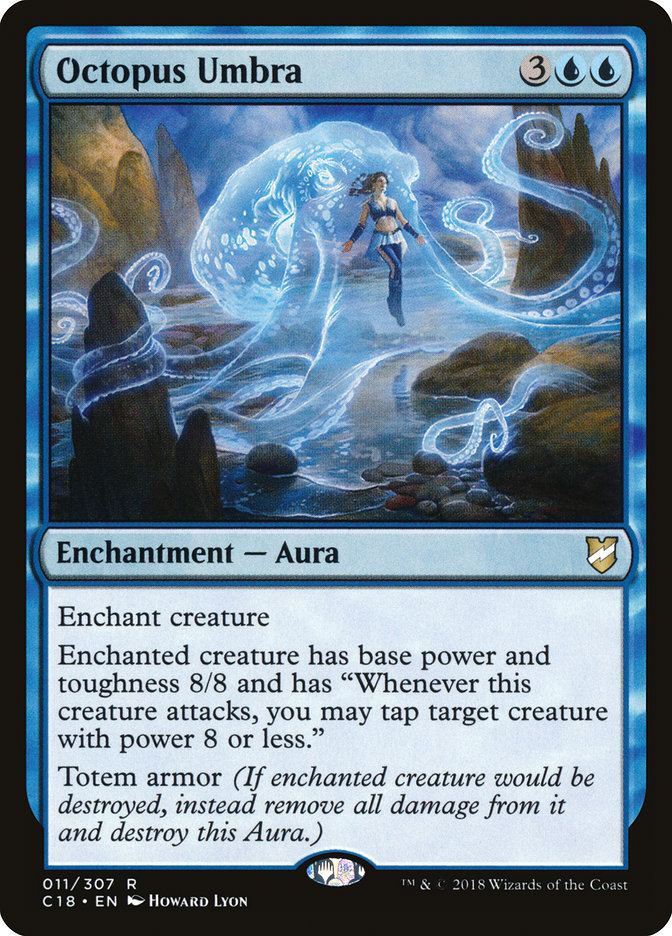 Octopus Umbra 3
Enchantment — Aura
Enchant creature
Enchanted creature has base power and
toughness 8/8 and has “Whenever this
creature attacks, you may tap target creature
with power 8 or less.”
Totem armor (If enchanted creature would be
destroyed, instead remove all damage from it
and destroy this Aura.)
011/307 R
C18 • EN Howard Lyon
™ & © 2018 Wizards of the Coast